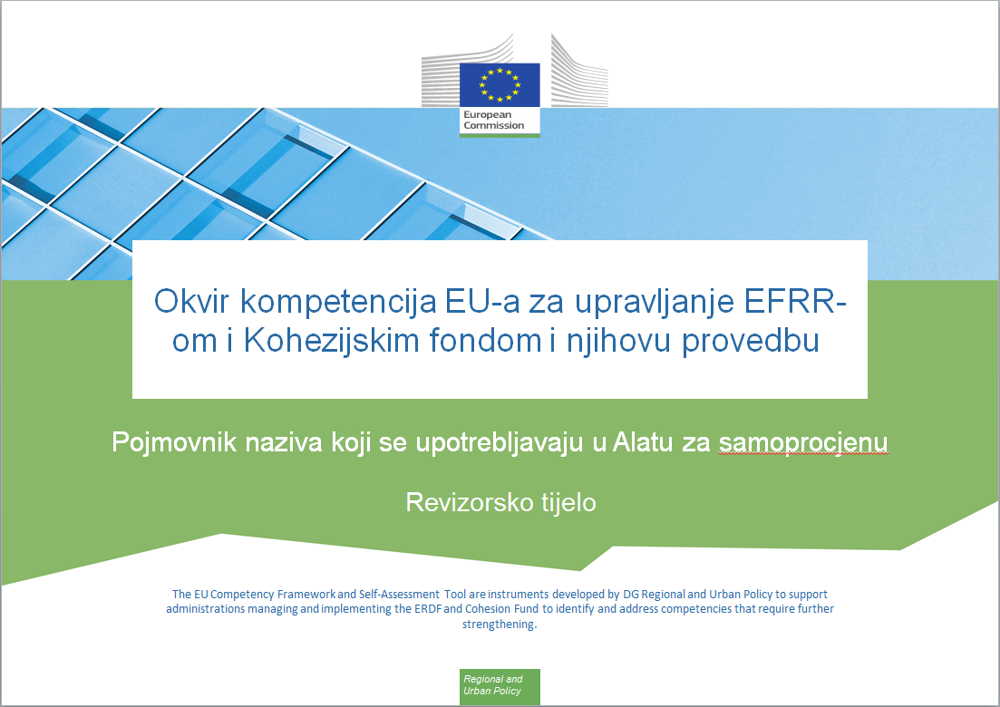 European
Commission
Okvir kompetencija EU-a za upravljanje EFRR-
om i Kohezijskim fondom i njihovu provedbu
Pojmovnik naziva koji se upotrebljavaju u Alatu za samoprocjenu
Revizorsko tijelo
The EU Competency Framework and Self-Assessment Tool are instruments developed by DG Regional and Urban Policy to support
administrations managing and implementing the ERDF and Cohesion Fund to identify and address competencies that require further
strengthening.
Regional and
Urban Policy